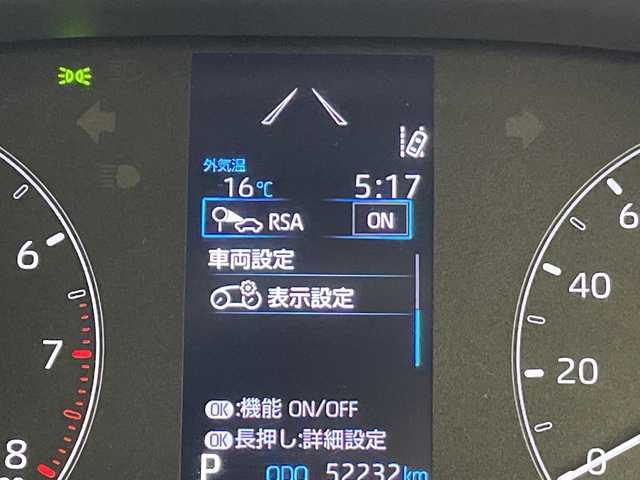 外気温
16℃ 5:17
RSA ON
車両設定
表示設定
OK:機能 ON/OFF
OK長押し:詳細設定
P ODO 52232km
6
7
8
40
20
0